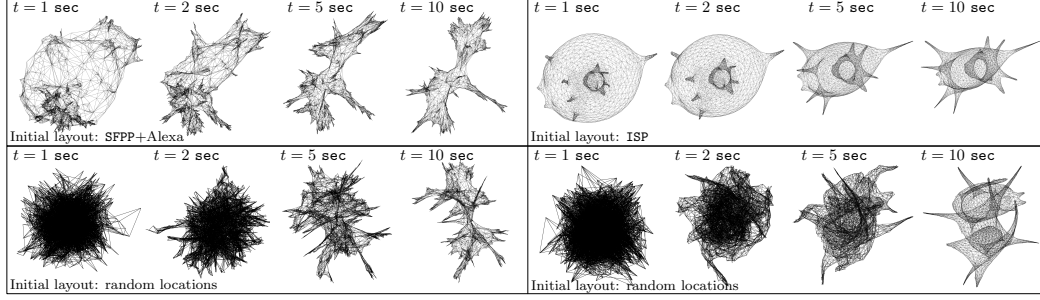 t = 1 sec t = 2 sec t = 5 sec t = 10 sec
Initial layout: SFPP+Alexa
t = 1 sec t = 2 sec t = 5 sec t = 10 sec
Initial layout: ISP
t = 1 sec t = 2 sec t = 5 sec t = 10 sec
Initial layout: random locations
t = 1 sec t = 2 sec t = 5 sec t = 10 sec
Initial layout: random locations